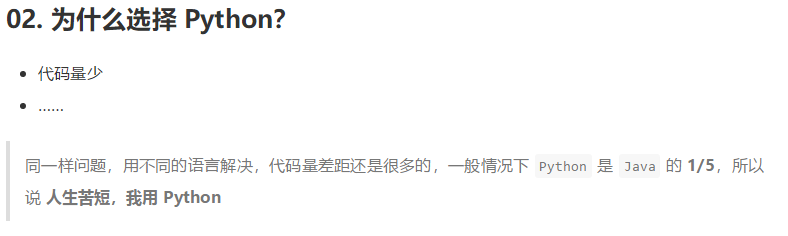 02. 为什么选择 Python?
• 代码量少
• ……
同一样问题，用不同的语言解决，代码量差距还是很多的，一般情况下 Python 是 Java 的 1/5，所以
说 人生苦短，我用 Python